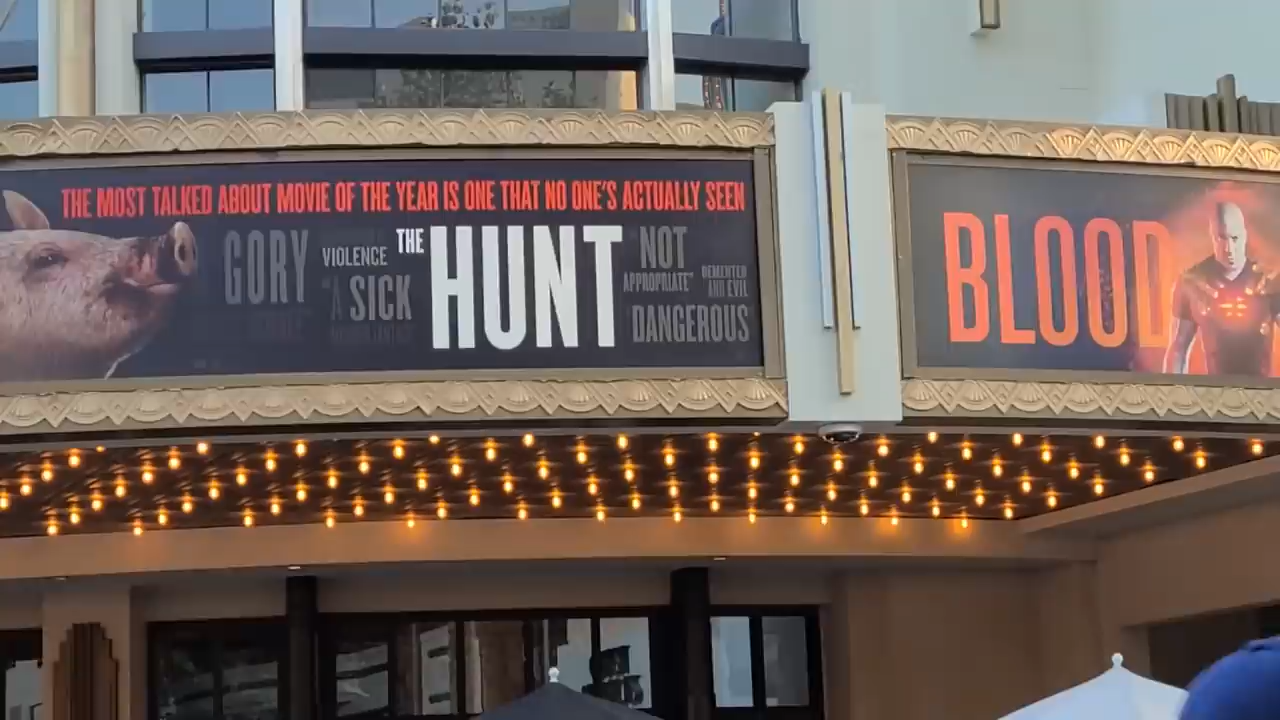 THE MOST TALKED ABOUT MOVIE OF THE YEAR IS ONE THAT NO ONE'S ACTUALLY SEEN
GORY
VIOLENCE
"A SICK
THE
HUNT
NOT
APPROPRIATE"
DEMENTED
AND EVIL
DANGEROUS
BLOOD